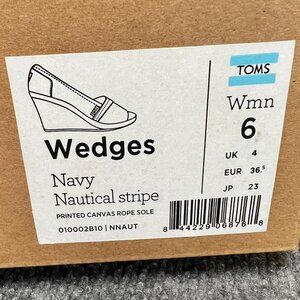 TOMS
Wmn
6
UK 4
EUR 36.5
JP 23
Wedges
Navy
Nautical stripe
PRINTED CANVAS ROPE SOLE
010002B10 | NNAUT
8 44229 06876 8